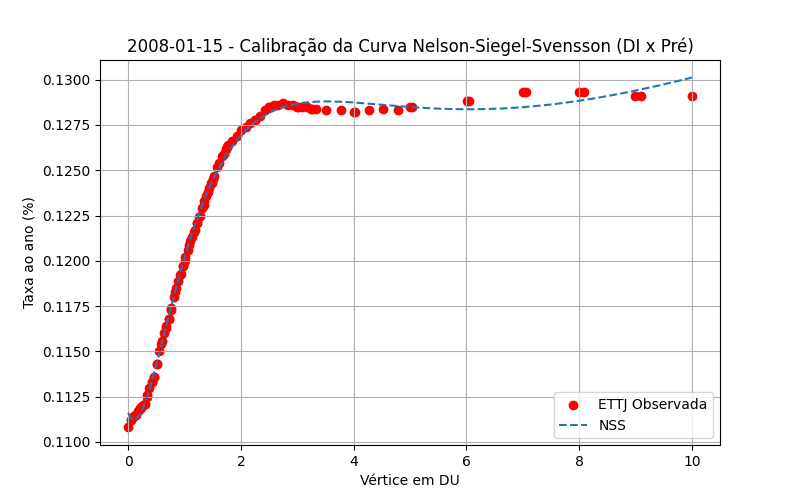 2008-01-15 - Calibração da Curva Nelson-Siegel-Svensson (DI x Pré)
Taxa ao ano (%)
0.1300
0.1275
0.1250
0.1225
0.1200
0.1175
0.1150
0.1125
0.1100
ETTJ Observada
NSS
0 2 4 6 8 10
Vértice em DU